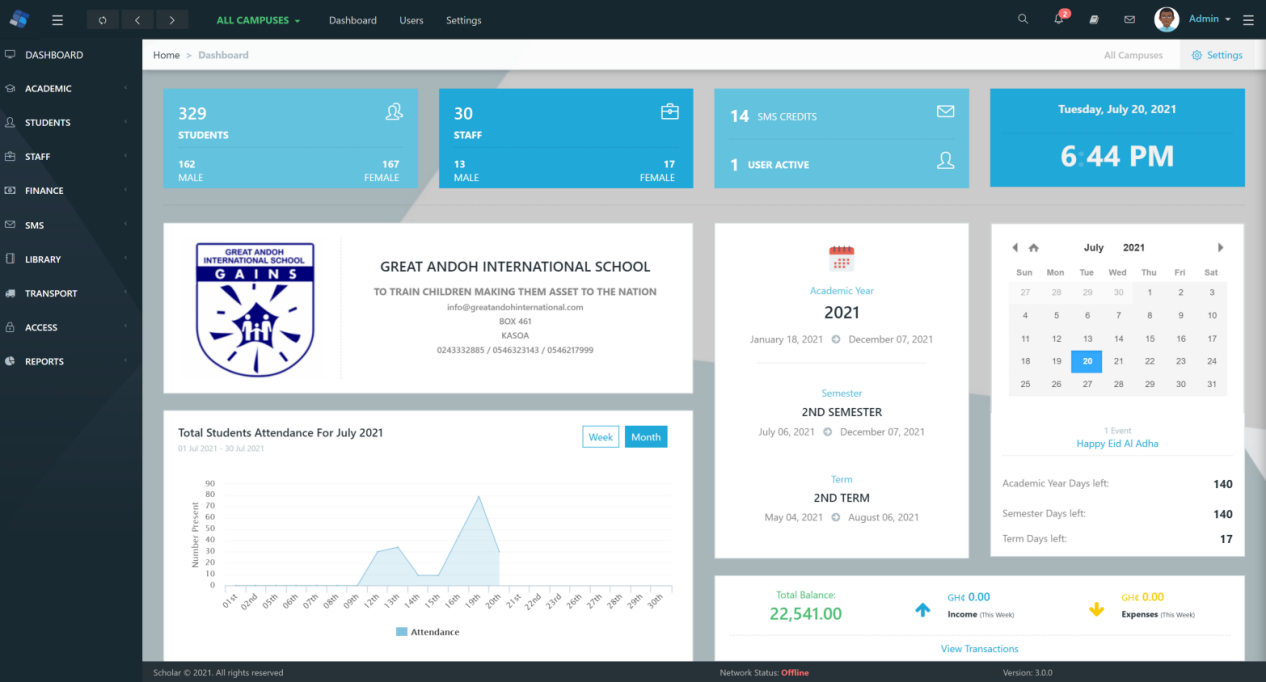 ALL CAMPUSES Dashboard Users Settings 2 Admin
DASHBOARD
ACADEMIC
STUDENTS
STAFF
FINANCE
SMS
LIBRARY
TRANSPORT
ACCESS
REPORTS
Home > Dashboard
All Campuses Settings
329
STUDENTS
162 167
MALE FEMALE
30
STAFF
13 17
MALE FEMALE
14 SMS CREDITS
1 USER ACTIVE
Tuesday, July 20, 2021
6:44 PM
GREAT ANDOH
INTERNATIONAL SCHOOL
GAINS
GREAT ANDOH INTERNATIONAL SCHOOL
TO TRAIN CHILDREN MAKING THEM ASSET TO THE NATION
info@greatandohinternational.com
BOX 461
KASOA
0243332885 / 0546323143 / 0546217999
Academic Year
2021
January 18, 2021 December 07, 2021
Semester
2ND SEMESTER
July 06, 2021 December 07, 2021
Term
2ND TERM
May 04, 2021 August 06, 2021
July 2021
Sun Mon Tue Wed Thu Fri Sat
27 28 29 30 1 2 3
4 5 6 7 8 9 10
11 12 13 14 15 16 17
18 19 20 21 22 23 24
25 26 27 28 29 30 31
1 Event
Happy Eid Al Adha
Academic Year Days left: 140
Semester Days left: 140
Term Days left: 17
Total Students Attendance For July 2021
01 Jul 2021 - 30 Jul 2021
Week Month
Number Present
90
80
70
60
50
40
30
20
10
0
01st 02nd 05th 06th 07th 08th 09th 12th 13th 14th 15th 16th 19th 20th 21st 22nd 23rd 26th 27th 28th 29th 30th
Attendance
Total Balance:
22,541.00
GH¢ 0.00
Income (This Week)
GH¢ 0.00
Expenses (This Week)
View Transactions
Scholar © 2021. All rights reserved
Network Status: Offline
Version: 3.0.0